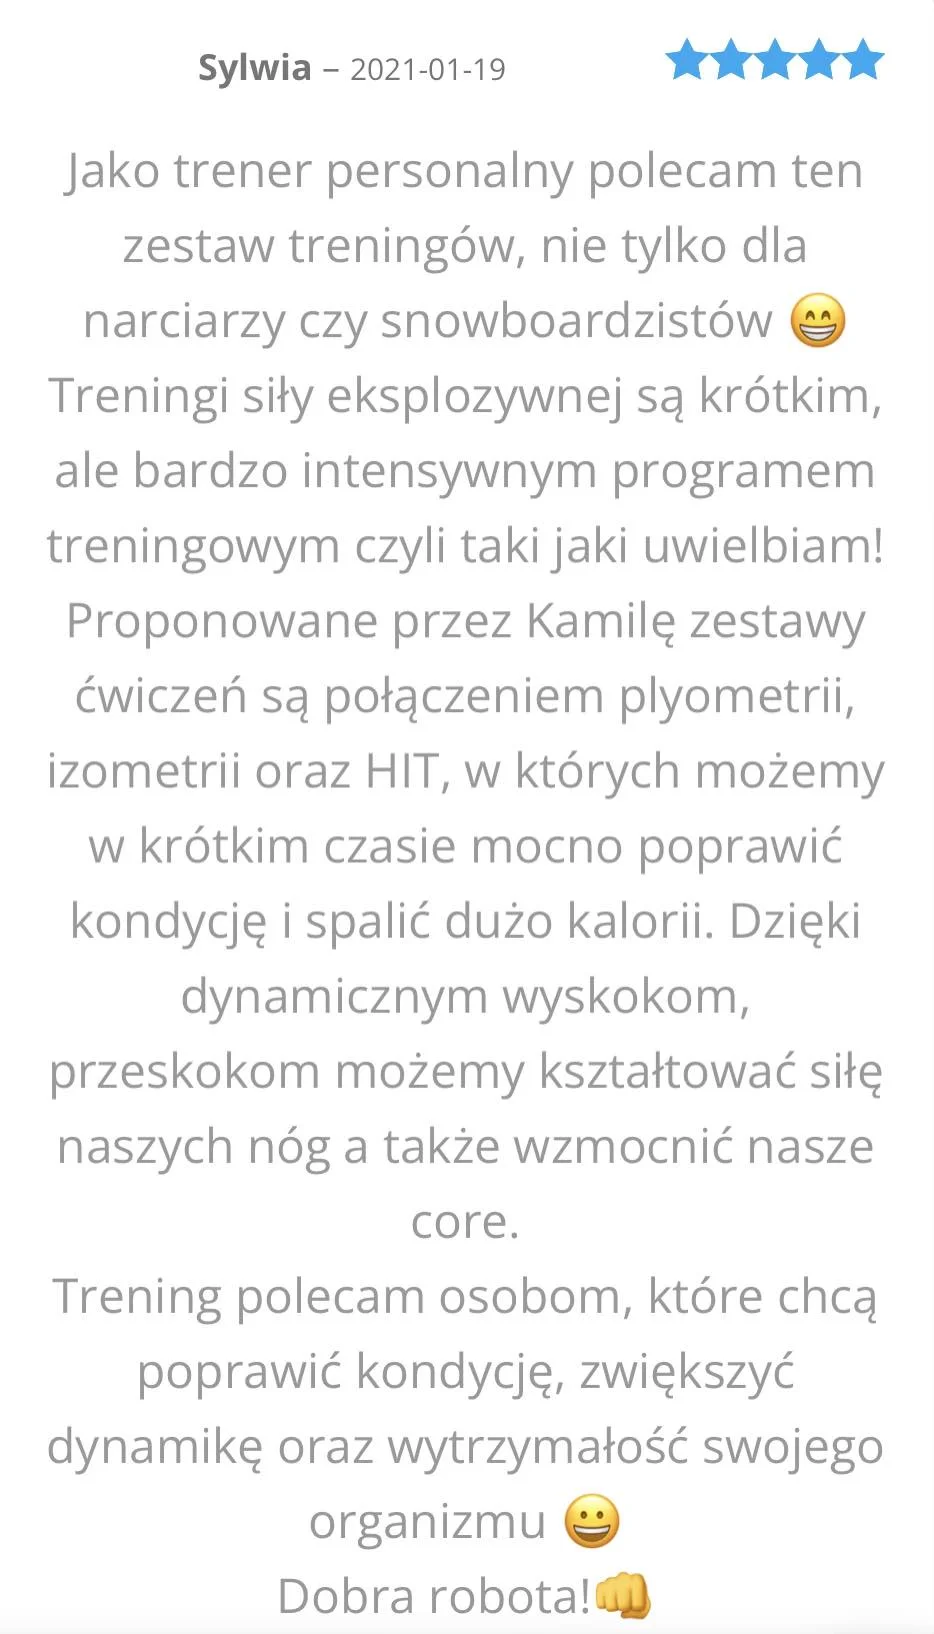 Sylwia – 2021-01-19
Jako trener personalny polecam ten
zestaw treningów, nie tylko dla
narciarzy czy snowboardzistów 😁
Treningi siły eksplozywnej są krótkim,
ale bardzo intensywnym programem
treningowym czyli taki jaki uwielbiam!
Proponowane przez Kamilę zestawy
ćwiczeń są połączeniem plyometrii,
izometrii oraz HIT, w których możemy
w krótkim czasie mocno poprawić
kondycję i spalić dużo kalorii. Dzięki
dynamicznym wyskokom,
przeskokom możemy kształtować siłę
naszych nóg a także wzmocnić nasze
core.
Trening polecam osobom, które chcą
poprawić kondycję, zwiększyć
dynamikę oraz wytrzymałość swojego
organizmu 😀
Dobra robota!👊